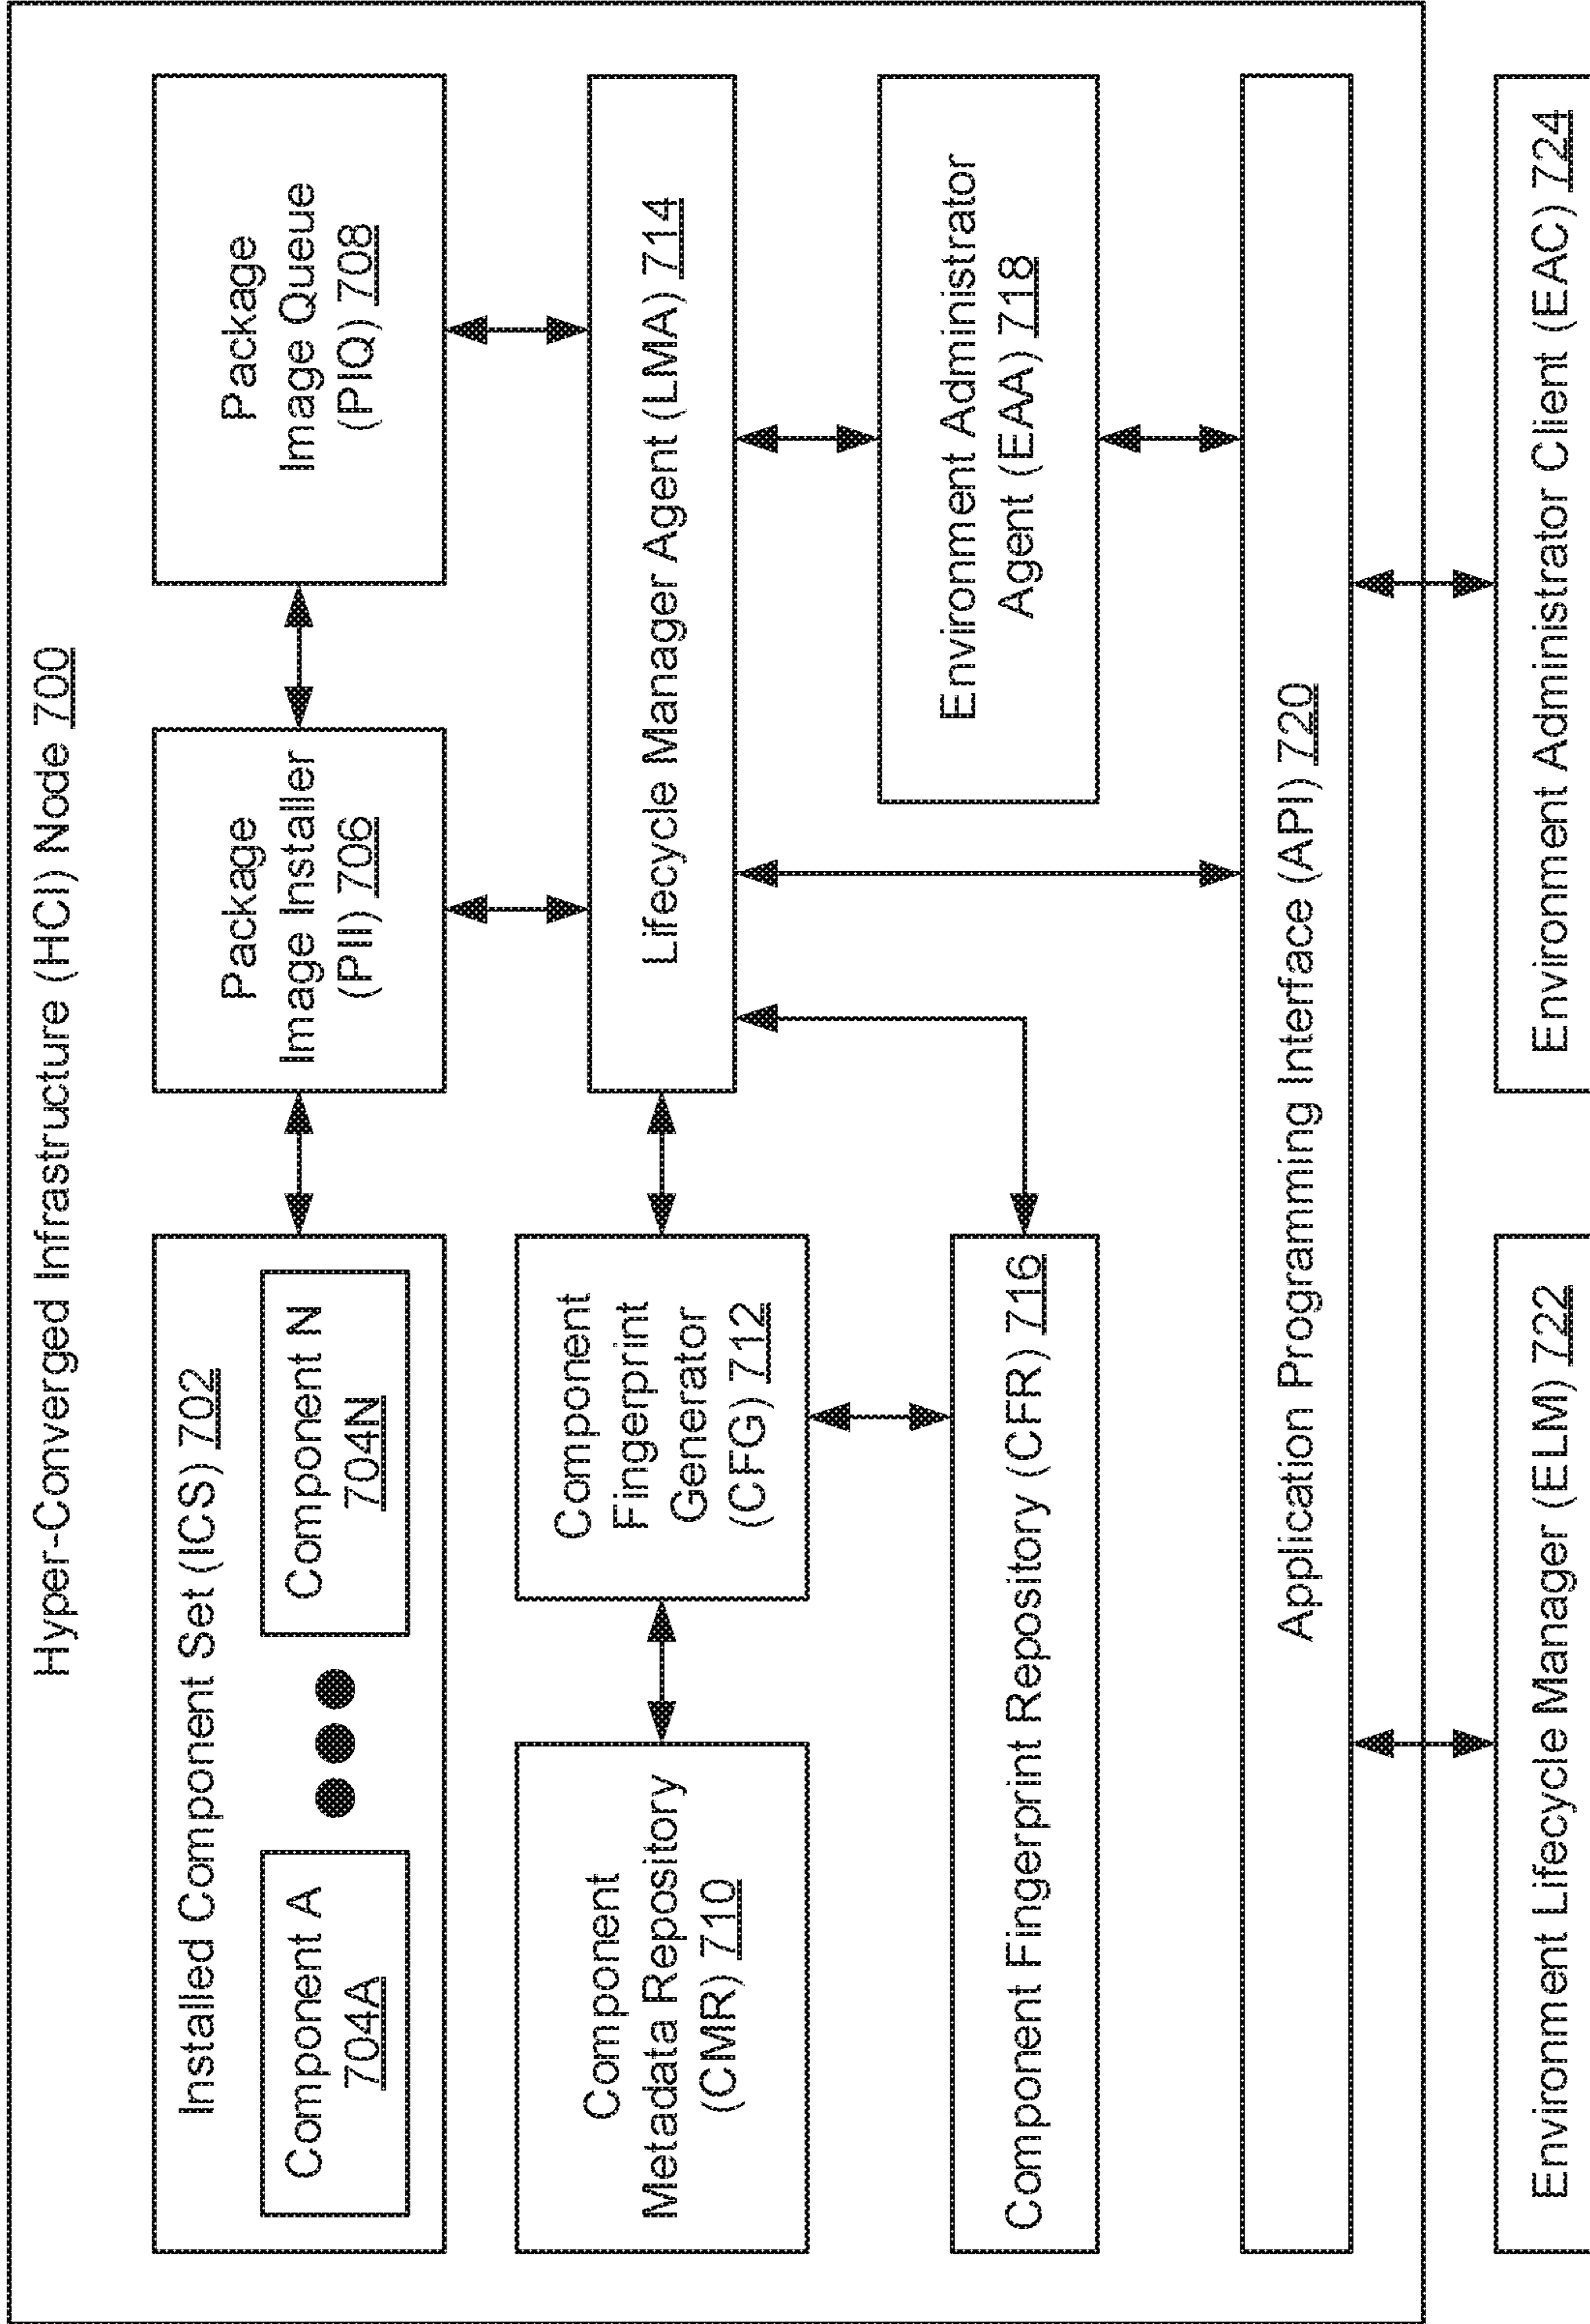 Hyper-Converged Infrastructure (HCI) Node 700
Installed Component Set (ICS) 702
Component A
704A
Component N
704N
Package
Image Installer
(PII) 706
Package
Image Queue
(PIQ) 708
Component
Metadata Repository
(CMR) 710
Component
Fingerprint
Generator
(CFG) 712
Lifecycle Manager Agent (LMA) 714
Component Fingerprint Repository (CFR) 716
Environment Administrator
Agent (EAA) 718
Application Programming Interface (API) 720
Environment Lifecycle Manager (ELM) 722
Environment Administrator Client (EAC) 724